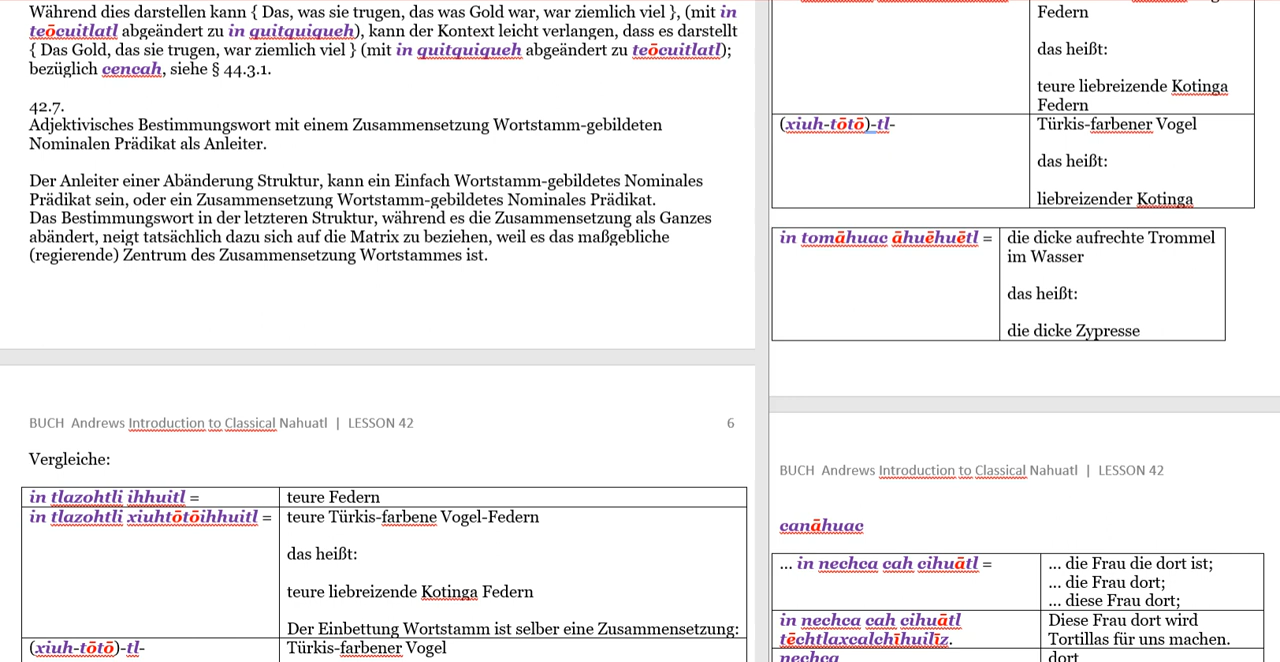 Während dies darstellen kann { Das, was sie trugen, das was Gold war, war ziemlich viel }, (mit in
teōcuitlatl abgeändert zu in quitquiqueh), kann der Kontext leicht verlangen, dass es darstellt
{ Das Gold, das sie trugen, war ziemlich viel } (mit in quitquiqueh abgeändert zu teōcuitlatl);
bezüglich cencah, siehe § 44.3.1.
42.7.
Adjektivisches Bestimmungswort mit einem Zusammensetzung Wortstamm-gebildeten
Nominalen Prädikat als Anleiter.
Der Anleiter einer Abänderung Struktur, kann ein Einfach Wortstamm-gebildetes Nominales
Prädikat sein, oder ein Zusammensetzung Wortstamm-gebildetes Nominales Prädikat.
Das Bestimmungswort in der letzteren Struktur, während es die Zusammensetzung als Ganzes
abändert, neigt tatsächlich dazu sich auf die Matrix zu beziehen, weil es das maßgebliche
(regierende) Zentrum des Zusammensetzung Wortstammes ist.
BUCH Andrews Introduction to Classical Nahuatl | LESSON 42 6
Vergleiche:
in tlazohtli ihhuitl = teure Federn
in tlazohtli xiuhtōtōihhuitl = teure Türkis-farbene Vogel-Federn
das heißt:
teure liebreizende Kotinga Federn
Der Einbettung Wortstamm ist selber eine Zusammensetzung:
(xiuh-tōtō)-tl- Türkis-farbener Vogel
Federn
das heißt:
teure liebreizende Kotinga
Federn
(xiuh-tōtō)-tl- Türkis-farbener Vogel
das heißt:
liebreizender Kotinga
in tomāhuac āhuēhuētl = die dicke aufrechte Trommel
im Wasser
das heißt:
die dicke Zypresse
BUCH Andrews Introduction to Classical Nahuatl | LESSON 42
canāhuac
... in nechca cah cihuātl = ... die Frau die dort ist;
... die Frau dort;
... diese Frau dort;
in nechca cah cihuātl Diese Frau dort wird
tēchtlaxcalchīhuilīz. Tortillas für uns machen.
nechca dort